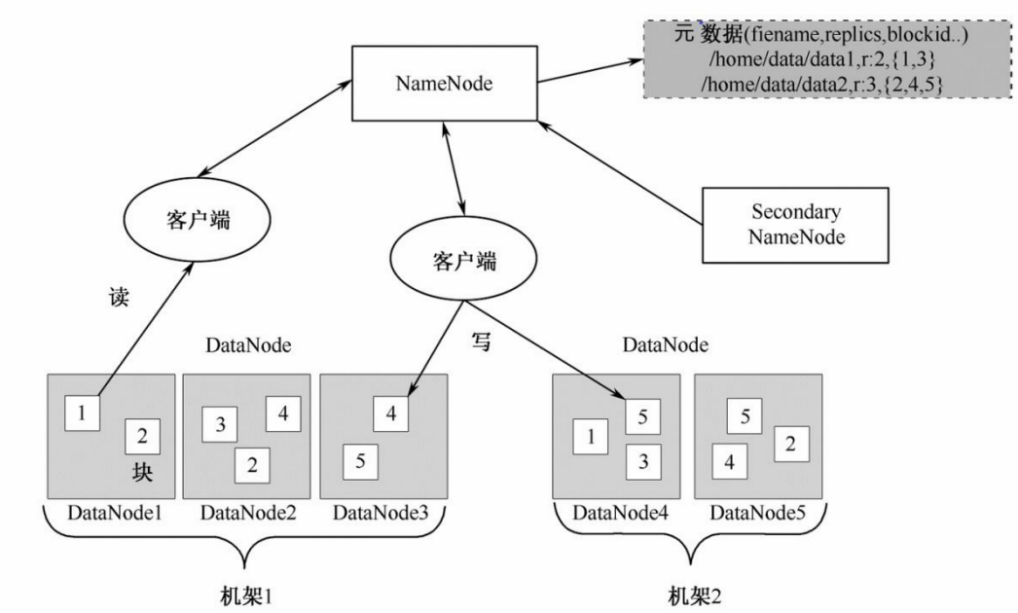 元 数据(fiename,replics,blockid..)
/home/data/data1,r:2,{1,3}
/home/data/data2,r:3,{2,4,5}
NameNode
客户端
Secondary
NameNode
客户端
读
写
DataNode
DataNode
1
2
块
3
4
2
4
5
1
5
3
5
4
2
DataNode1
DataNode2
DataNode3
DataNode4
DataNode5
机架1
机架2